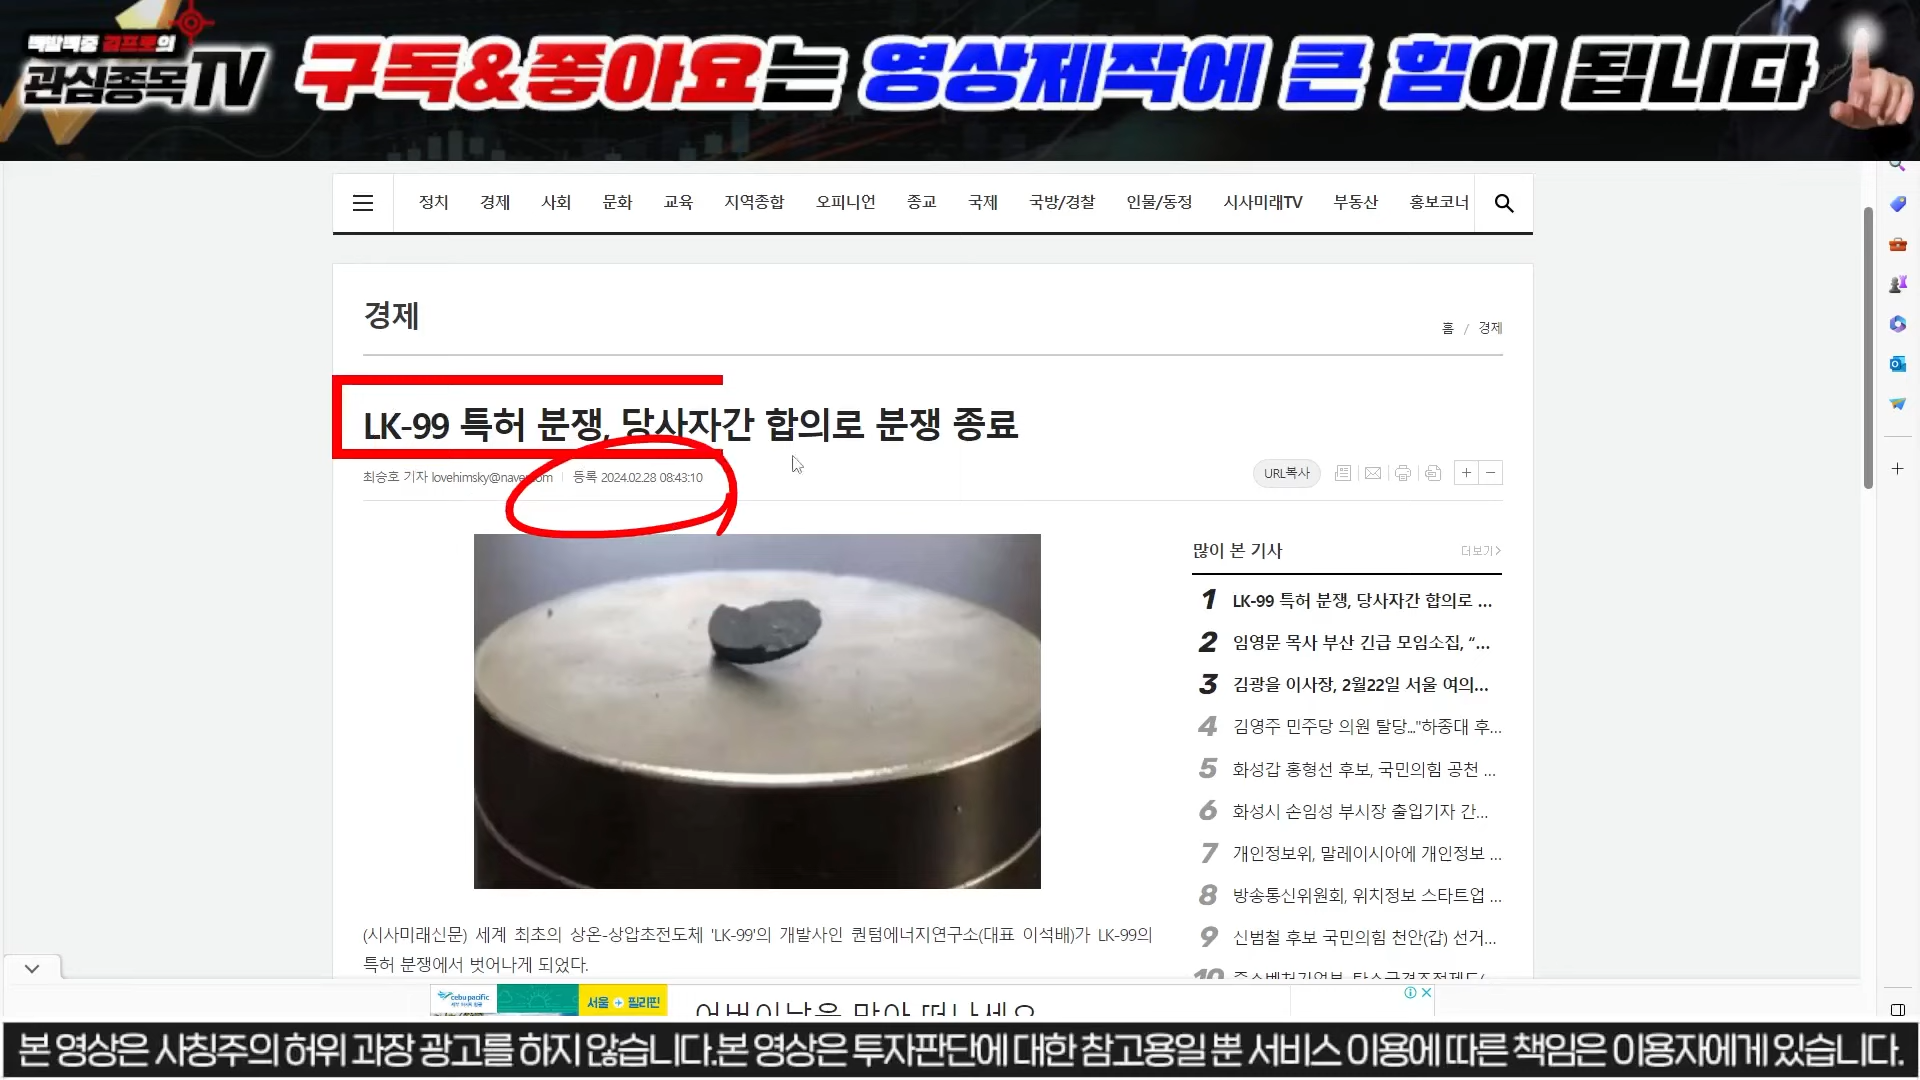 백발백중 김프로의
관심종목TV
구독&좋아요는 영상제작에 큰 힘이 됩니다
정치 경제 사회 문화 교육 지역종합 오피니언 종교 국제 국방/경찰 인물/동정 시사미래TV 부동산 홍보코너
경제
홈 / 경제
LK-99 특허 분쟁, 당사자간 합의로 분쟁 종료
최승호 기자 lovehimsky@naver.com 등록 2024.02.28 08:43:10
URL복사
많이 본 기사 더보기
1 LK-99 특허 분쟁, 당사자간 합의로 ...
2 임영문 목사 부산 긴급 모임소집, “...
3 김광을 이사장, 2월22일 서울 여의...
4 김영주 민주당 의원 탈당..."하종대 후...
5 화성갑 홍형선 후보, 국민의힘 공천 ...
6 화성시 손임성 부시장 출입기자 간...
7 개인정보위, 말레이시아에 개인정보 ...
8 방송통신위원회, 위치정보 스타트업 ...
9 신범철 후보 국민의힘 천안(갑) 선거...
(시사미래신문) 세계 최초의 상온-상압초전도체 'LK-99'의 개발사인 퀀텀에너지연구소(대표 이석배)가 LK-99의
특허 분쟁에서 벗어나게 되었다.
cebu pacific
서울 필리핀
본 영상은 사칭주의 허위 과장 광고를 하지 않습니다.본 영상은 투자판단에 대한 참고용일 뿐 서비스 이용에 따른 책임은 이용자에게 있습니다.